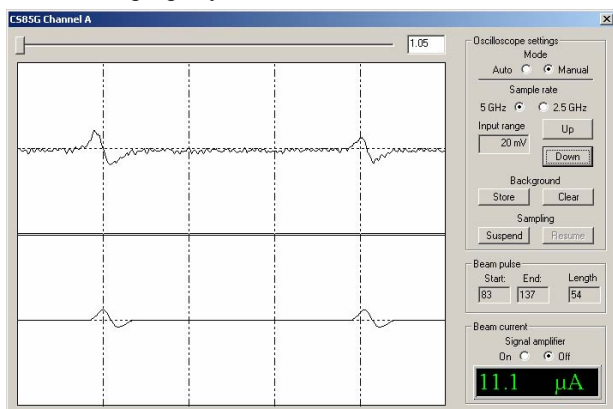 CS85G Channel A
1.05
Oscilloscope settings
Mode
Auto Manual
Sample rate
5 GHz 2.5 GHz
Input range
20 mV
Up
Down
Background
Store Clear
Sampling
Suspend Resume
Beam pulse
Start: End: Length
83 137 54
Beam current
Signal amplifier
On Off
11.1 µA